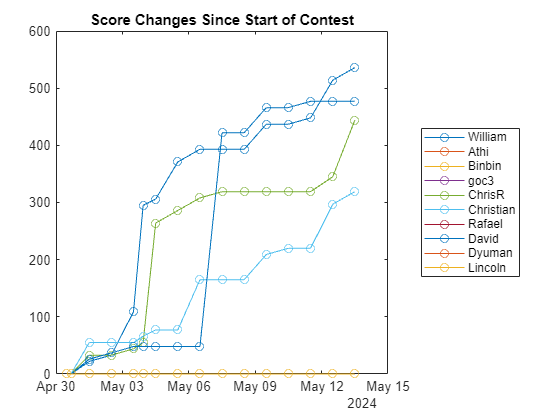 Score Changes Since Start of Contest
600
500
400
300
200
100
0
Apr 30
May 03
May 06
May 09
May 12
May 15
2024
William
Athi
Binbin
goc3
ChrisR
Christian
Rafael
David
Dyuman
Lincoln